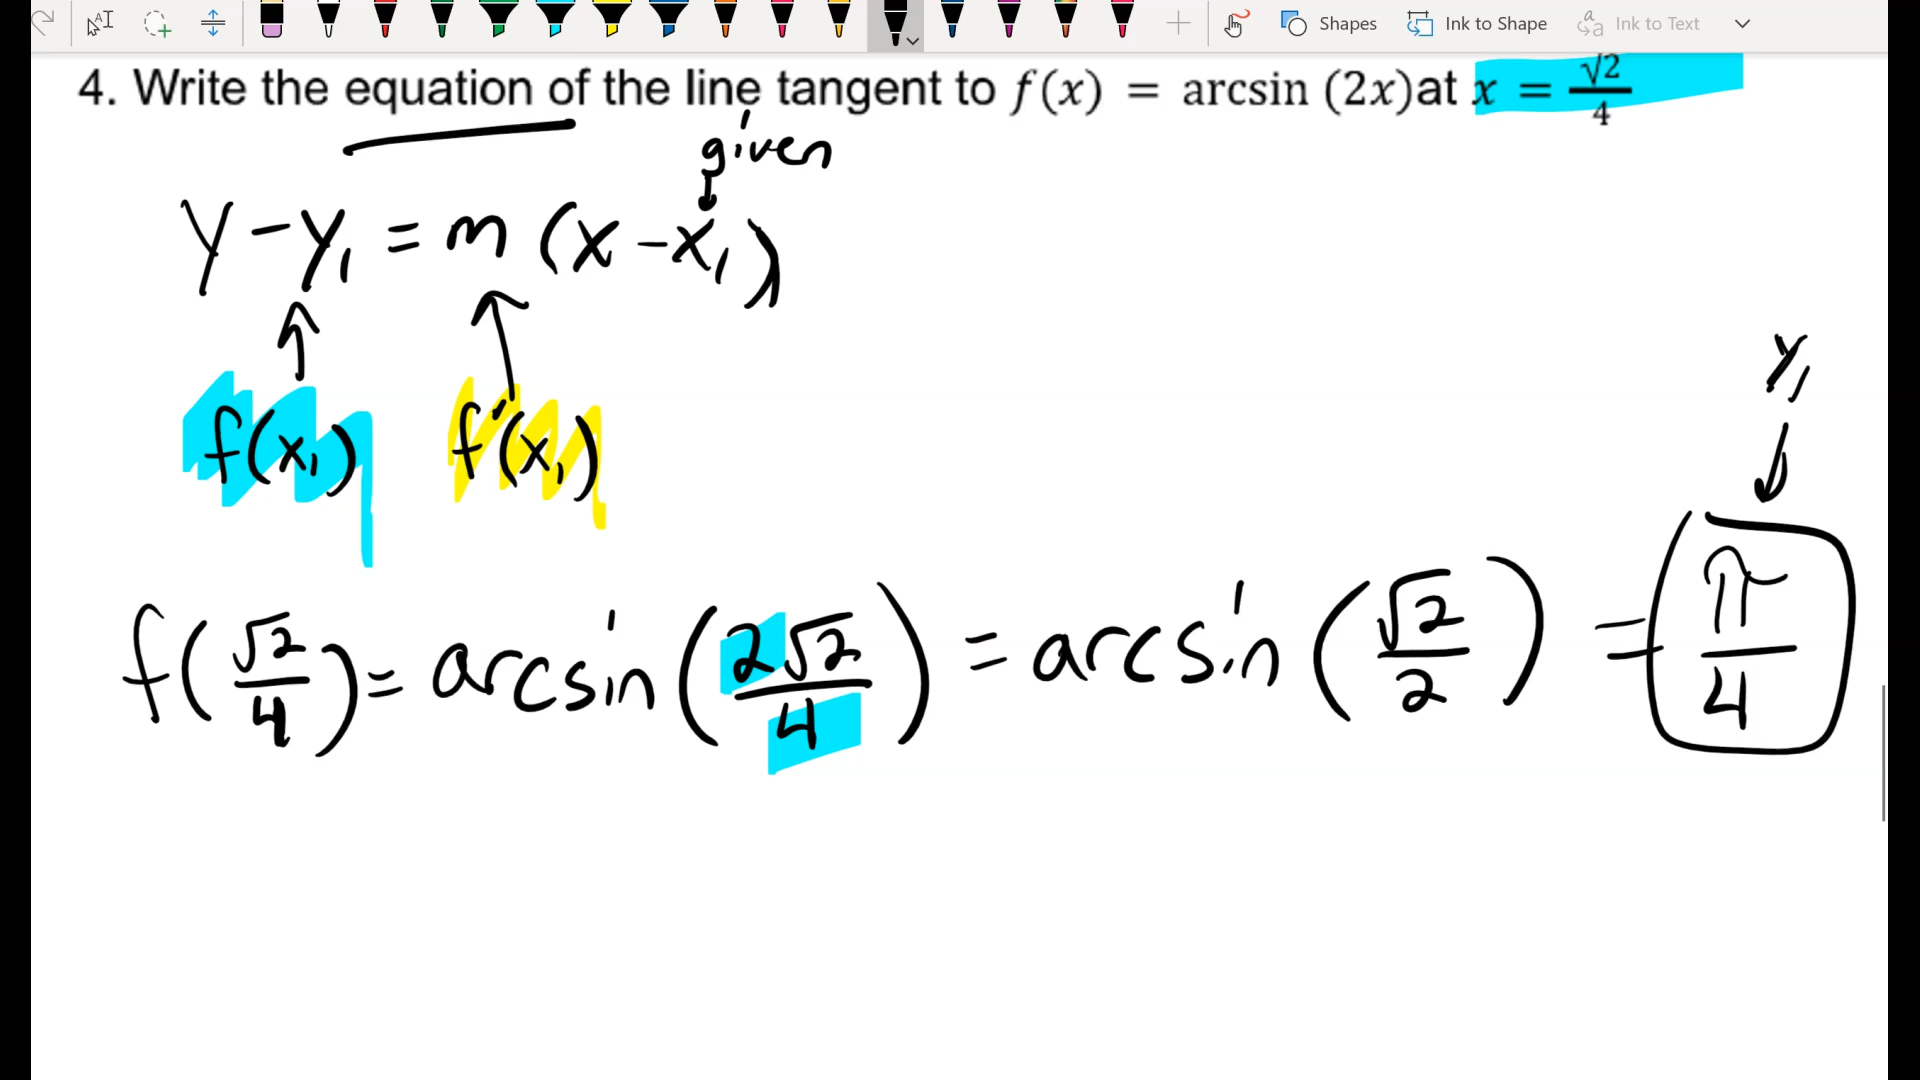 Shapes Ink to Shape Ink to Text
4. Write the equation of the line tangent to f(x) = arcsin (2x)at x = √2/4
given
y - y₁ = m (x - x₁)
f(x₁) f'(x₁)
y₁
f(√2/4) = arcsin (2√2/4) = arcsin (√2/2) = π/4